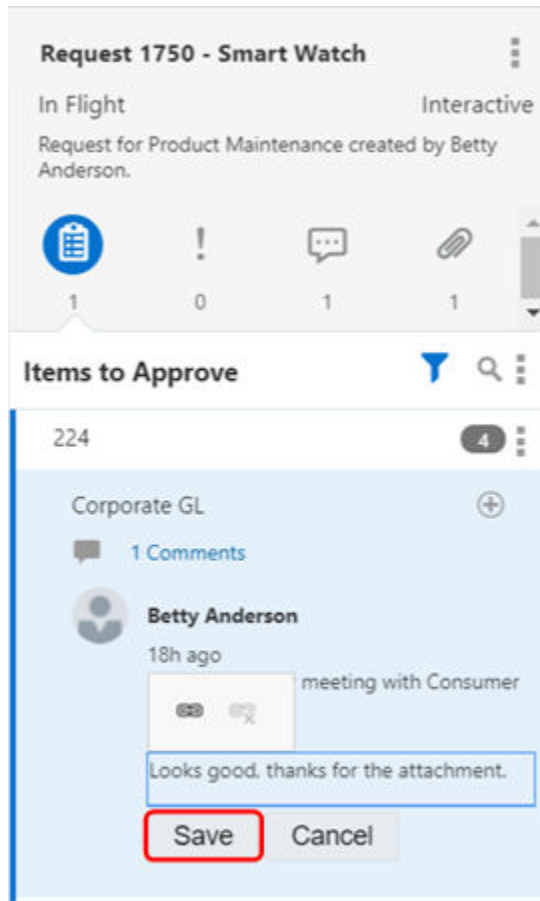 Request 1750 - Smart Watch
In Flight Interactive
Request for Product Maintenance created by Betty
Anderson.
!
1 0 1 1
Items to Approve
224 4
Corporate GL
1 Comments
Betty Anderson
18h ago
meeting with Consumer
Looks good, thanks for the attachment.
Save Cancel